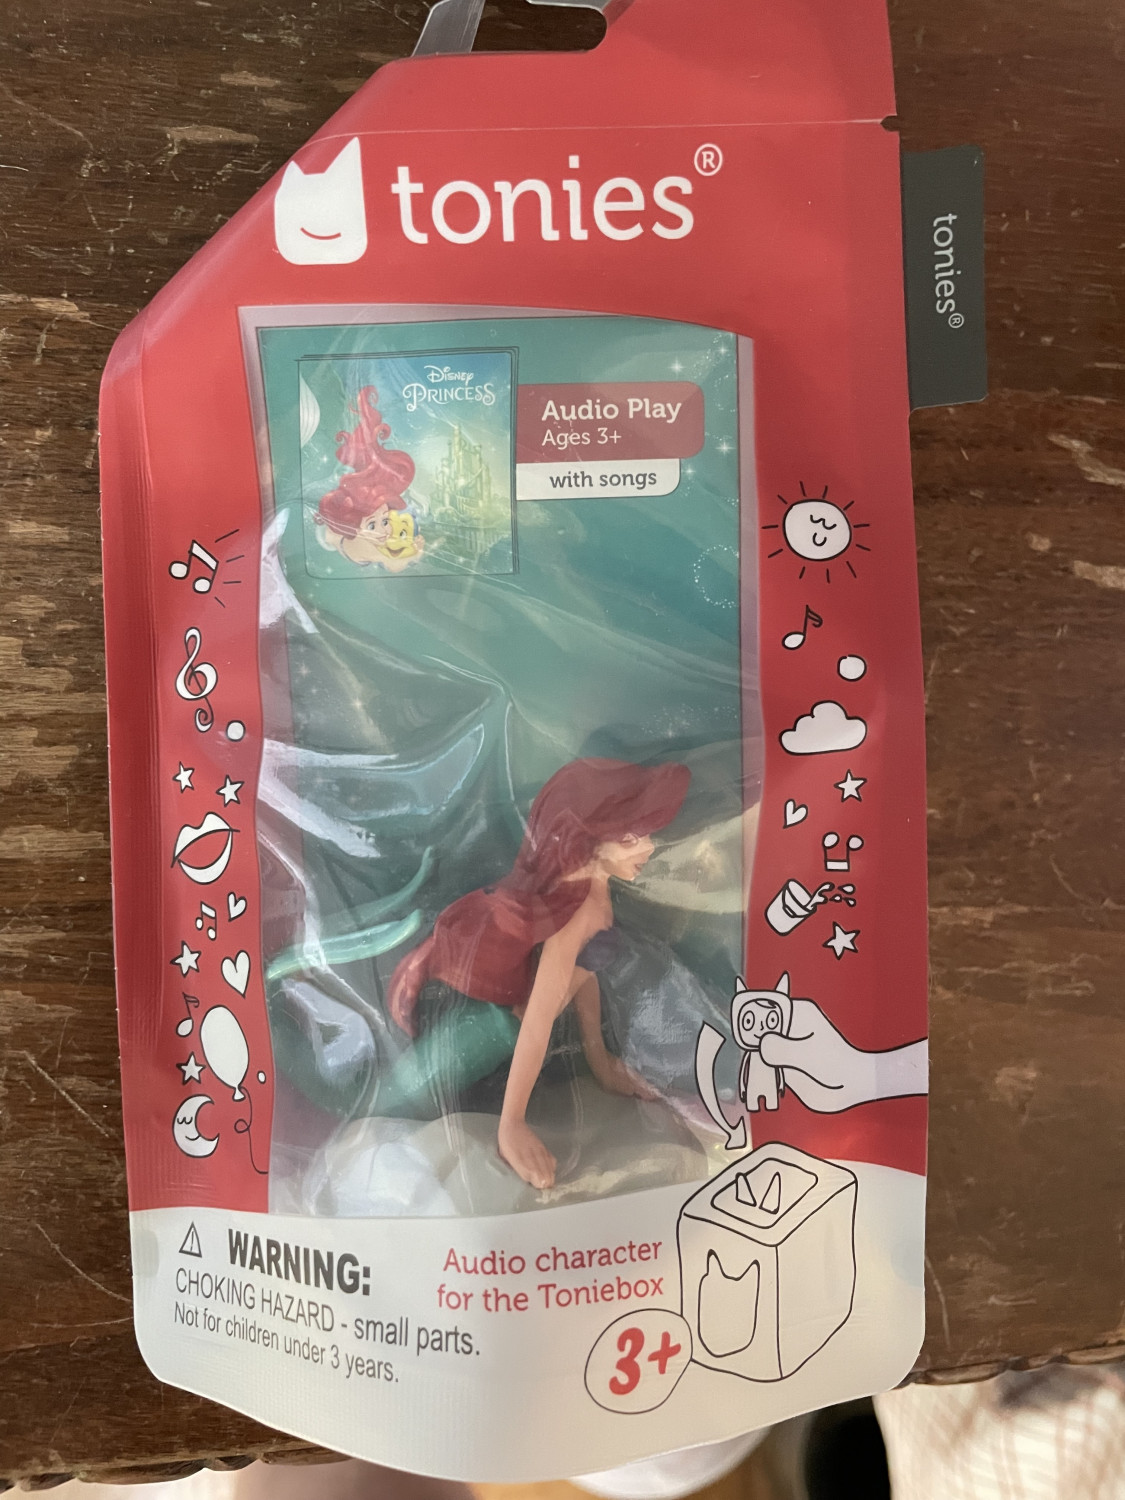 tonies®
tonies®
Disney
PRINCESS
Audio Play
Ages 3+
with songs
⚠ WARNING:
CHOKING HAZARD - small parts.
Not for children under 3 years.
Audio character
for the Toniebox
3+